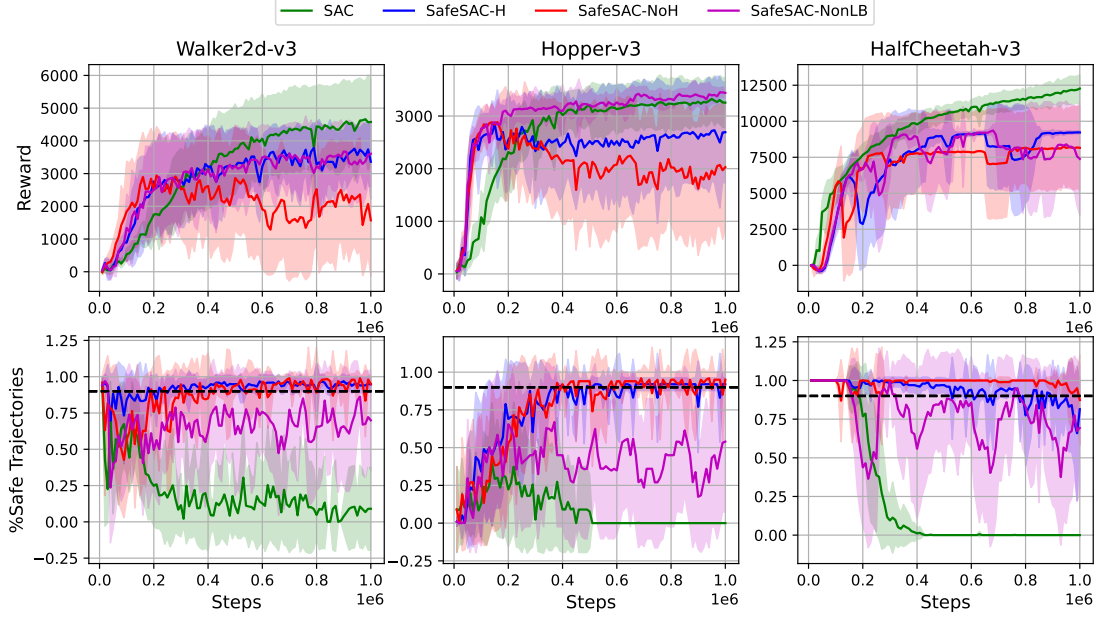 SAC SafeSAC-H SafeSAC-NoH SafeSAC-NonLB
Walker2d-v3 Hopper-v3 HalfCheetah-v3
Reward
6000
5000
4000
3000
2000
1000
0
0.0 0.2 0.4 0.6 0.8 1.0
1e6
3000
2000
1000
0
0.0 0.2 0.4 0.6 0.8 1.0
1e6
12500
10000
7500
5000
2500
0
0.0 0.2 0.4 0.6 0.8 1.0
1e6
%Safe Trajectories
1.25
1.00
0.75
0.50
0.25
0.00
−0.25
0.0 0.2 0.4 0.6 0.8 1.0
1e6
Steps
1.00
0.75
0.50
0.25
0.00
−0.25
0.0 0.2 0.4 0.6 0.8 1.0
1e6
Steps
1.25
1.00
0.75
0.50
0.25
0.00
0.0 0.2 0.4 0.6 0.8 1.0
1e6
Steps